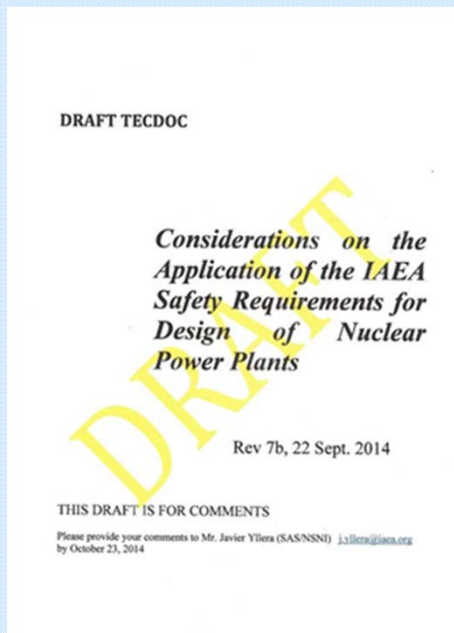 DRAFT TECDOC
Considerations on the
Application of the IAEA
Safety Requirements for
Design of Nuclear
Power Plants
DRAFT
Rev 7b, 22 Sept. 2014
THIS DRAFT IS FOR COMMENTS
Please provide your comments to Mr. Javier Yllera (SAS/NSNI) j.yllera@iaea.org
by October 23, 2014